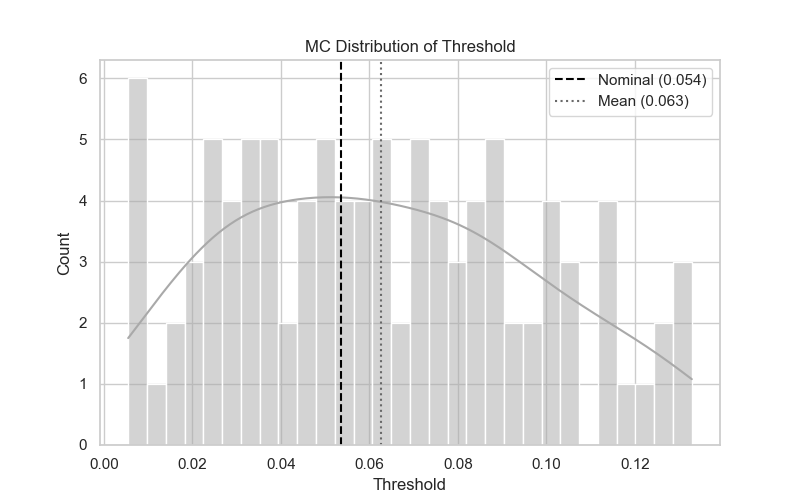 MC Distribution of Threshold
Nominal (0.054)
Mean (0.063)
6
5
4
3
2
1
0
Count
0.00 0.02 0.04 0.06 0.08 0.10 0.12
Threshold